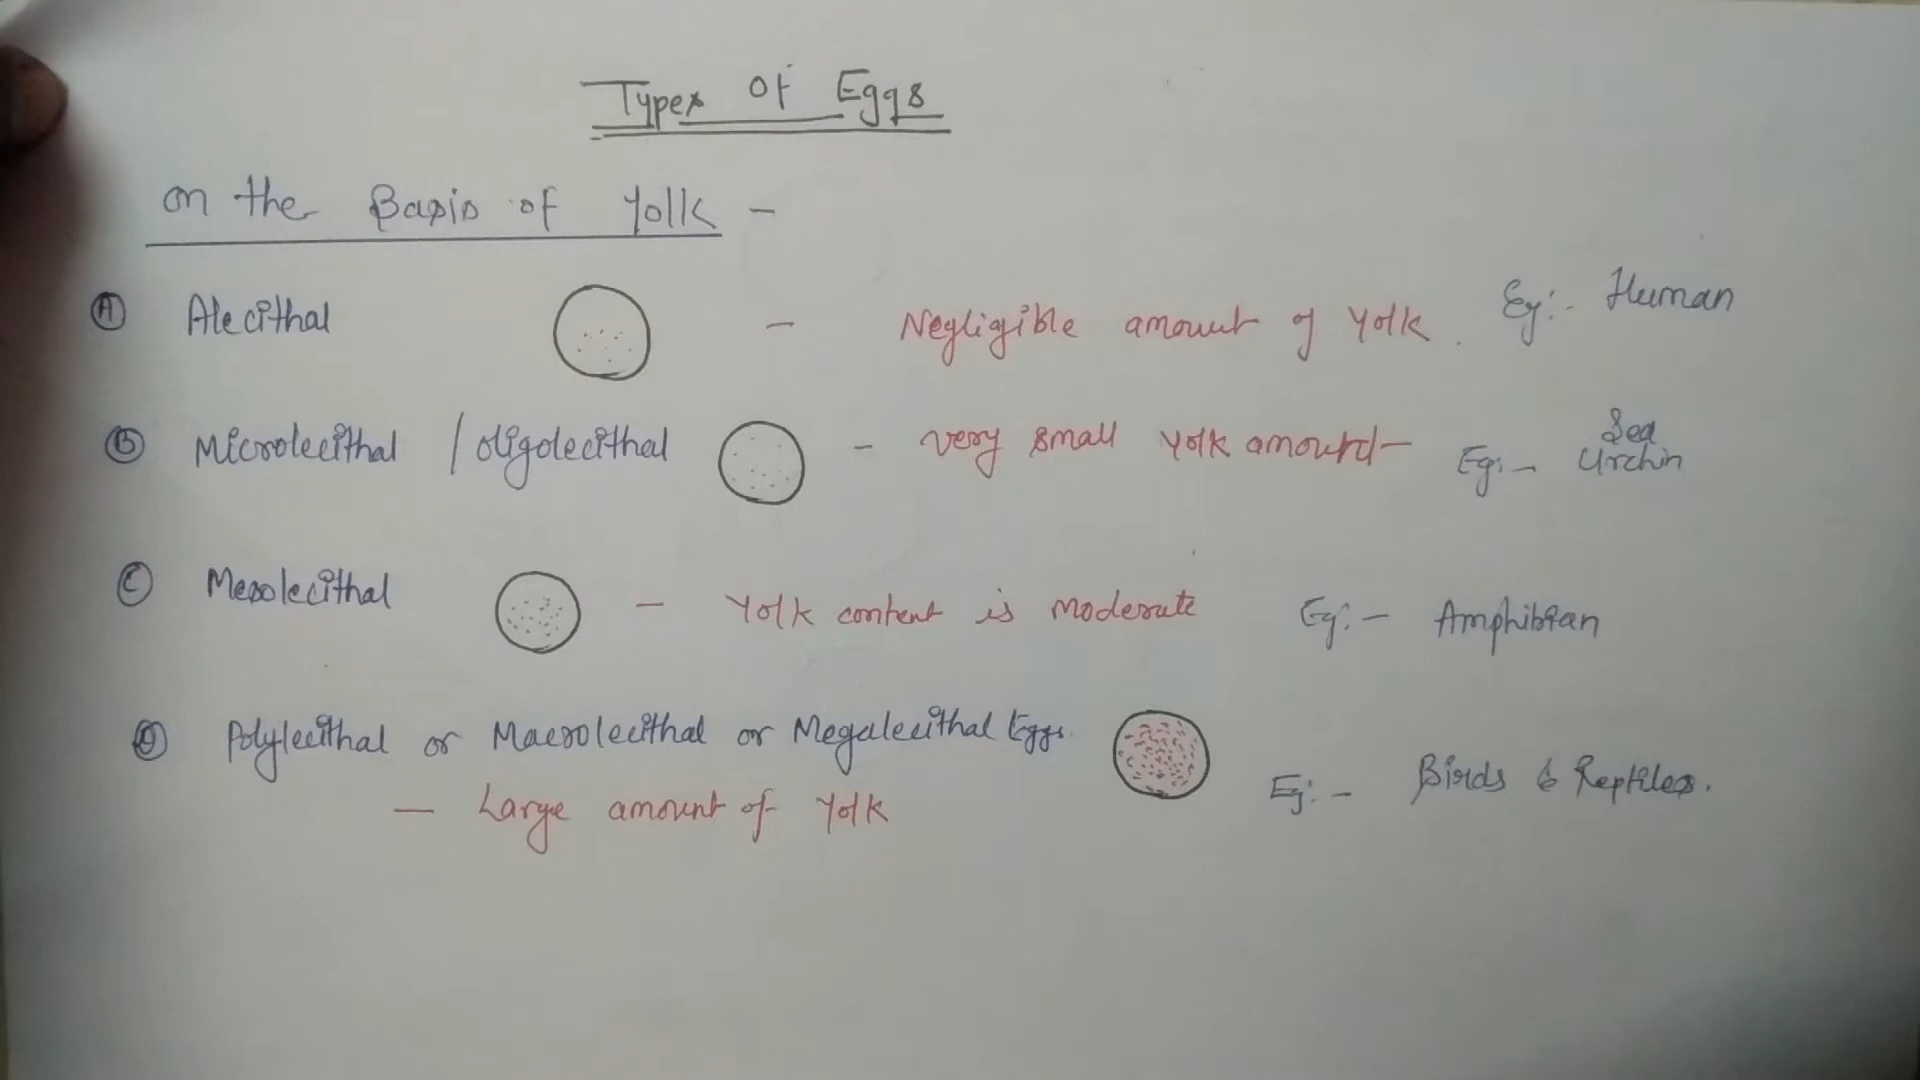 Types of Eggs
on the Basis of Yolk -
Ⓐ Alecithal - Negligible amount of Yolk. Eg:- Human
Ⓑ Microlecithal / oligolecithal - very small yolk amount - Eg:- Sea Urchin
Ⓒ Mesolecithal - Yolk content is moderate Eg:- Amphibian
Ⓓ Polylecithal or Macrolecithal or Megalecithal Eggs. Eg:- Birds & Reptiles.
- Large amount of Yolk